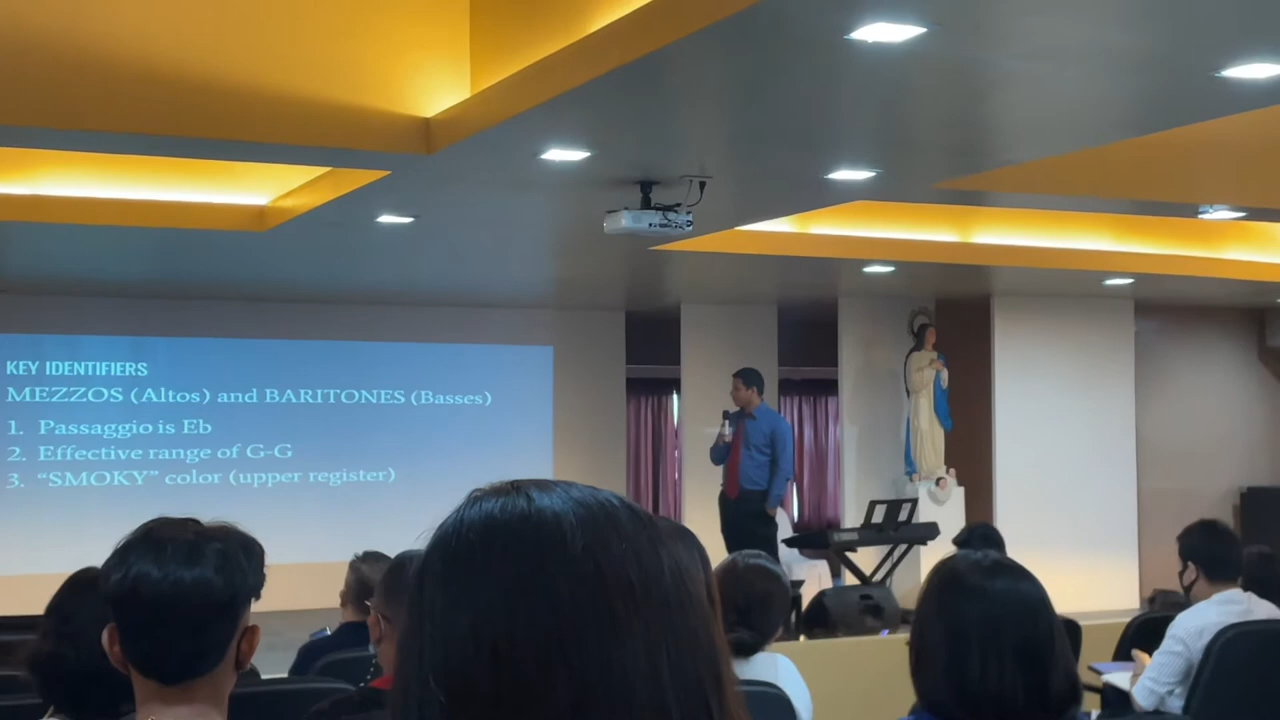 KEY IDENTIFIERS
MEZZOS (Altos) and BARITONES (Basses)
1. Passaggio is Eb
2. Effective range of G-G
3. “SMOKY” color (upper register)